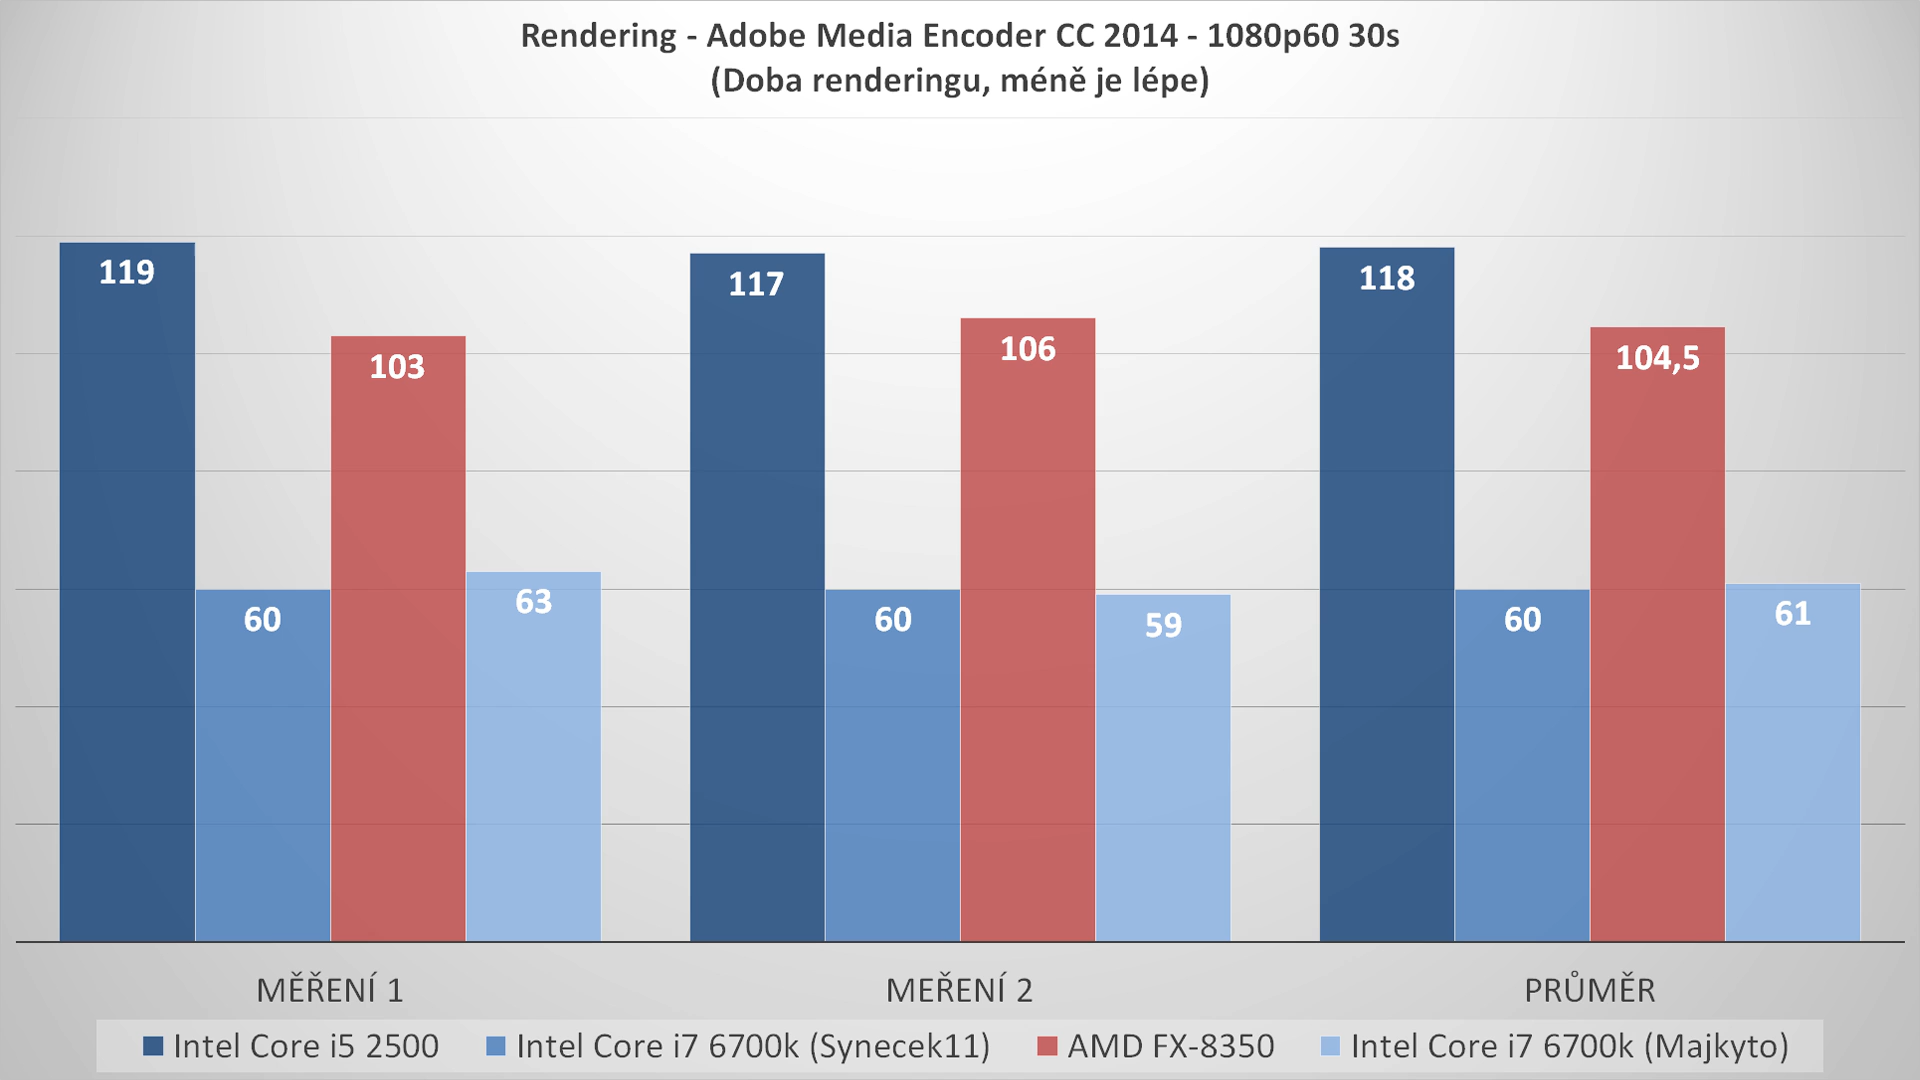 Rendering - Adobe Media Encoder CC 2014 - 1080p60 30s
(Doba renderingu, méně je lépe)
119
60
103
63
117
60
106
59
118
60
104,5
61
MĚŘENÍ 1
MEŘENÍ 2
PRŮMĚR
Intel Core i5 2500
Intel Core i7 6700k (Synecek11)
AMD FX-8350
Intel Core i7 6700k (Majkyto)